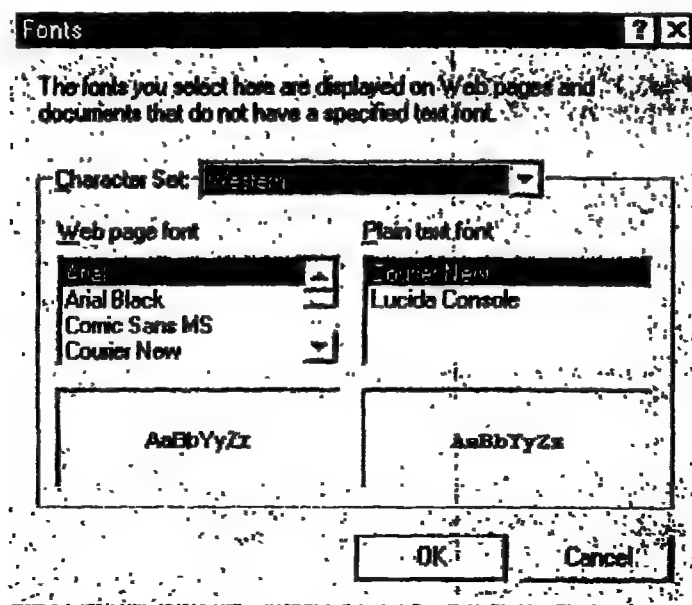 Fonts
The fonts you select here are displayed on Web pages and
documents that do not have a specified text font.
Character Set: Western
Web page font
Arial
Arial Black
Comic Sans MS
Courier New
Plain text font
Courier New
Lucida Console
AaBbYyZz
AaBbYyZz
OK
Cancel